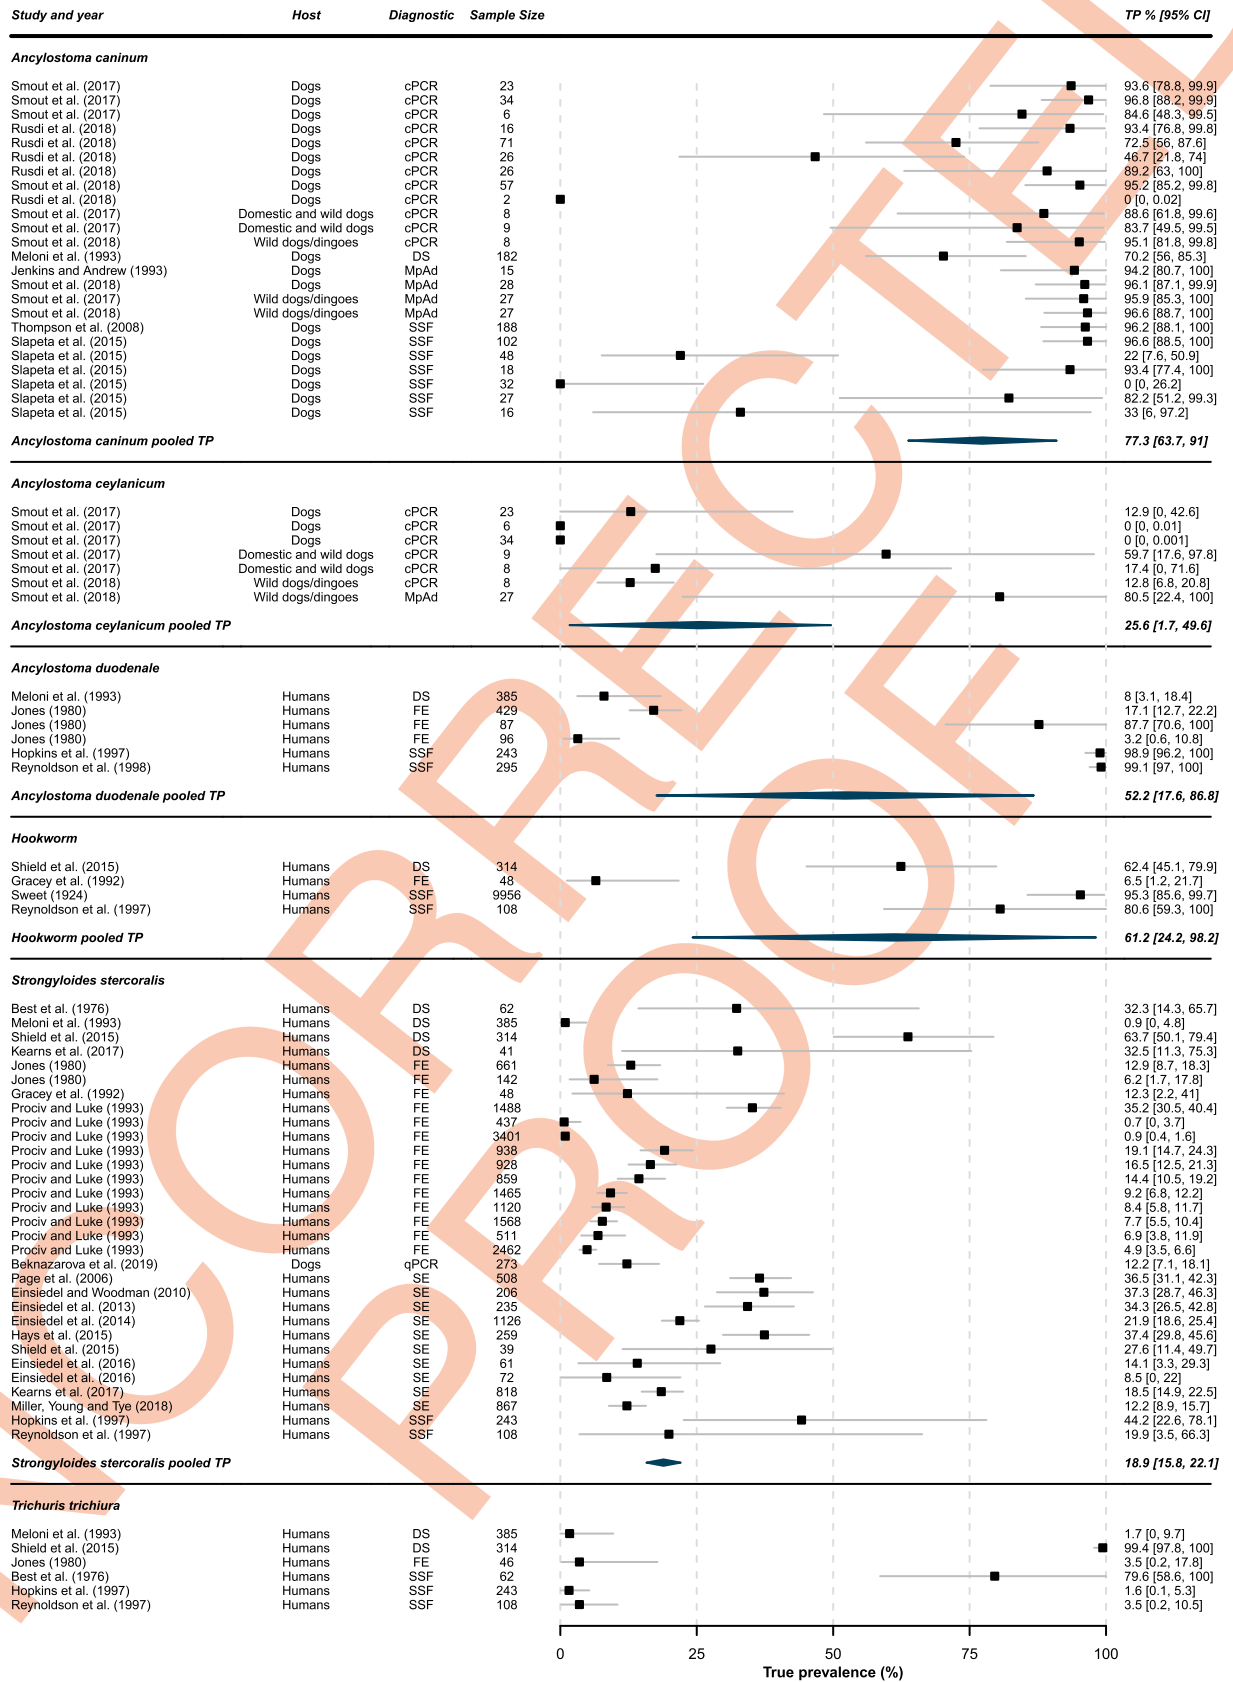 Study and year Host Diagnostic Sample Size TP % [95% CI]
Ancylostoma caninum
Smout et al. (2017) Dogs cPCR 23 93.6 [78.8, 99.9]
Smout et al. (2017) Dogs cPCR 34 96.8 [88.2, 99.9]
Smout et al. (2017) Dogs cPCR 6 84.6 [48.3, 99.5]
Rusdi et al. (2018) Dogs cPCR 16 93.4 [76.8, 99.8]
Rusdi et al. (2018) Dogs cPCR 71 72.5 [56, 87.6]
Rusdi et al. (2018) Dogs cPCR 26 46.7 [21.8, 74]
Rusdi et al. (2018) Dogs cPCR 26 89.2 [63, 100]
Smout et al. (2018) Dogs cPCR 57 95.2 [85.2, 99.8]
Rusdi et al. (2018) Dogs cPCR 2 0 [0, 0.02]
Smout et al. (2017) Domestic and wild dogs cPCR 8 88.6 [61.8, 99.6]
Smout et al. (2017) Domestic and wild dogs cPCR 9 83.7 [49.5, 99.5]
Smout et al. (2018) Wild dogs/dingoes cPCR 8 95.1 [81.8, 99.8]
Meloni et al. (1993) Dogs DS 182 70.2 [56, 85.3]
Jenkins and Andrew (1993) Dogs MpAd 15 94.2 [80.7, 100]
Smout et al. (2018) Dogs MpAd 28 96.1 [87.1, 99.9]
Smout et al. (2017) Wild dogs/dingoes MpAd 27 95.9 [85.3, 100]
Smout et al. (2018) Wild dogs/dingoes MpAd 27 96.6 [88.7, 100]
Thompson et al. (2008) Dogs SSF 188 96.2 [88.1, 100]
Slapeta et al. (2015) Dogs SSF 102 96.6 [88.5, 100]
Slapeta et al. (2015) Dogs SSF 48 22 [7.6, 50.9]
Slapeta et al. (2015) Dogs SSF 18 93.4 [77.4, 100]
Slapeta et al. (2015) Dogs SSF 32 0 [0, 26.2]
Slapeta et al. (2015) Dogs SSF 27 82.2 [51.2, 99.3]
Slapeta et al. (2015) Dogs SSF 16 33 [6, 97.2]
Ancylostoma caninum pooled TP 77.3 [63.7, 91]
Ancylostoma ceylanicum
Smout et al. (2017) Dogs cPCR 23 12.9 [0, 42.6]
Smout et al. (2017) Dogs cPCR 6 0 [0, 0.01]
Smout et al. (2017) Dogs cPCR 34 0 [0, 0.001]
Smout et al. (2017) Domestic and wild dogs cPCR 9 59.7 [17.6, 97.8]
Smout et al. (2017) Domestic and wild dogs cPCR 8 17.4 [0, 71.6]
Smout et al. (2018) Wild dogs/dingoes cPCR 8 12.8 [6.8, 20.8]
Smout et al. (2018) Wild dogs/dingoes MpAd 27 80.5 [22.4, 100]
Ancylostoma ceylanicum pooled TP 25.6 [1.7, 49.6]
Ancylostoma duodenale
Meloni et al. (1993) Humans DS 385 8 [3.1, 18.4]
Jones (1980) Humans FE 429 17.1 [12.7, 22.2]
Jones (1980) Humans FE 87 87.7 [70.6, 100]
Jones (1980) Humans FE 96 3.2 [0.6, 10.8]
Hopkins et al. (1997) Humans SSF 243 98.9 [96.2, 100]
Reynoldson et al. (1998) Humans SSF 295 99.1 [97, 100]
Ancylostoma duodenale pooled TP 52.2 [17.6, 86.8]
Hookworm
Shield et al. (2015) Humans DS 314 62.4 [45.1, 79.9]
Gracey et al. (1992) Humans FE 48 6.5 [1.2, 21.7]
Sweet (1924) Humans SSF 9956 95.3 [85.6, 99.7]
Reynoldson et al. (1997) Humans SSF 108 80.6 [59.3, 100]
Hookworm pooled TP 61.2 [24.2, 98.2]
Strongyloides stercoralis
Best et al. (1976) Humans DS 62 32.3 [14.3, 65.7]
Meloni et al. (1993) Humans DS 385 0.9 [0, 4.8]
Shield et al. (2015) Humans DS 314 63.7 [50.1, 79.4]
Kearns et al. (2017) Humans DS 41 32.5 [11.3, 75.3]
Jones (1980) Humans FE 661 12.9 [8.7, 18.3]
Jones (1980) Humans FE 142 6.2 [1.7, 17.8]
Gracey et al. (1992) Humans FE 48 12.3 [2.2, 41]
Prociv and Luke (1993) Humans FE 1488 35.2 [30.5, 40.4]
Prociv and Luke (1993) Humans FE 437 0.7 [0, 3.7]
Prociv and Luke (1993) Humans FE 3401 0.9 [0.4, 1.6]
Prociv and Luke (1993) Humans FE 938 19.1 [14.7, 24.3]
Prociv and Luke (1993) Humans FE 928 16.5 [12.5, 21.3]
Prociv and Luke (1993) Humans FE 859 14.4 [10.5, 19.2]
Prociv and Luke (1993) Humans FE 1465 9.2 [6.8, 12.2]
Prociv and Luke (1993) Humans FE 1120 8.4 [5.8, 11.7]
Prociv and Luke (1993) Humans FE 1568 7.7 [5.5, 10.4]
Prociv and Luke (1993) Humans FE 511 6.9 [3.8, 11.9]
Prociv and Luke (1993) Humans FE 2462 4.9 [3.5, 6.6]
Beknazarova et al. (2019) Dogs qPCR 273 12.2 [7.1, 18.1]
Page et al. (2006) Humans SE 508 36.5 [31.1, 42.3]
Einsiedel and Woodman (2010) Humans SE 206 37.3 [28.7, 46.3]
Einsiedel et al. (2013) Humans SE 235 34.3 [26.5, 42.8]
Einsiedel et al. (2014) Humans SE 1126 21.9 [18.6, 25.4]
Hays et al. (2015) Humans SE 259 37.4 [29.8, 45.6]
Shield et al. (2015) Humans SE 39 27.6 [11.4, 49.7]
Einsiedel et al. (2016) Humans SE 61 14.1 [3.3, 29.3]
Einsiedel et al. (2016) Humans SE 72 8.5 [0, 22]
Kearns et al. (2017) Humans SE 818 18.5 [14.9, 22.5]
Miller, Young and Tye (2018) Humans SE 867 12.2 [8.9, 15.7]
Hopkins et al. (1997) Humans SSF 243 44.2 [22.6, 78.1]
Reynoldson et al. (1997) Humans SSF 108 19.9 [3.5, 66.3]
Strongyloides stercoralis pooled TP 18.9 [15.8, 22.1]
Trichuris trichiura
Meloni et al. (1993) Humans DS 385 1.7 [0, 9.7]
Shield et al. (2015) Humans DS 314 99.4 [97.8, 100]
Jones (1980) Humans FE 46 3.5 [0.2, 17.8]
Best et al. (1976) Humans SSF 62 79.6 [58.6, 100]
Hopkins et al. (1997) Humans SSF 243 1.6 [0.1, 5.3]
Reynoldson et al. (1997) Humans SSF 108 3.5 [0.2, 10.5]
0 25 50 75 100
True prevalence (%)
NCORRECTE
PROOF